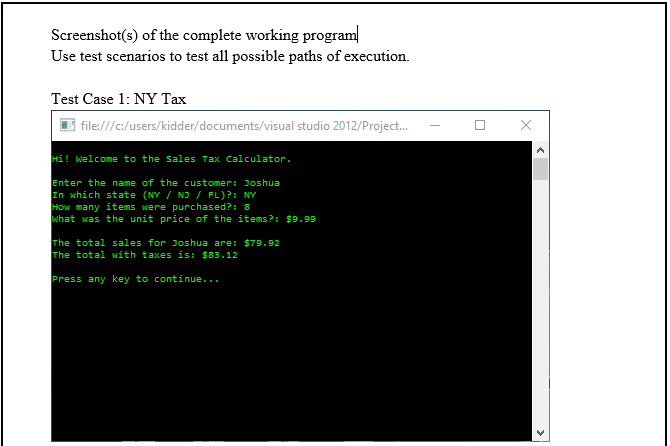 Screenshot(s) of the complete working program
Use test scenarios to test all possible paths of execution.
Test Case 1: NY Tax
file:///c:/users/kidder/documents/visual studio 2012/Project...
Hi! Welcome to the Sales Tax Calculator.
Enter the name of the customer: Joshua
In which state (NY / NJ / FL)?: NY
How many items were purchased?: 8
What was the unit price of the items?: $9.99
The total sales for Joshua are: $79.92
The total with taxes is: $83.12
Press any key to continue...